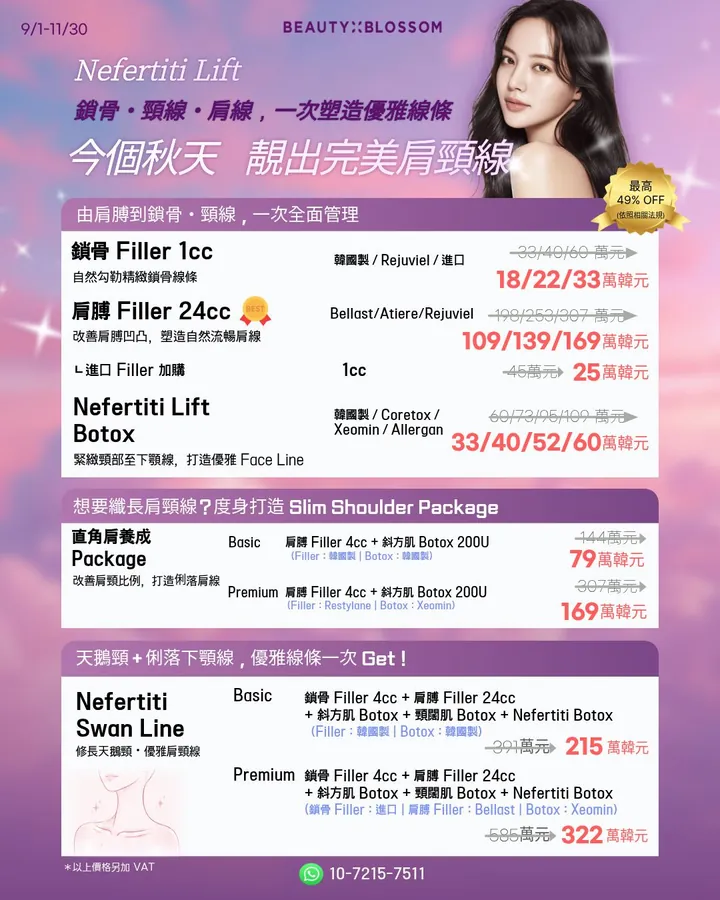 9/1-11/30
BEAUTY BLOSSOM
Nefertiti Lift
鎖骨・頸線・肩線，一次塑造優雅線條
今個秋天 靚出完美肩頸線
最高
49% OFF
(依照相關法規)
由肩膊到鎖骨・頸線，一次全面管理
鎖骨 Filler 1cc
自然勾勒精緻鎖骨線條
韓國製 / Rejuviel / 進口
33/40/60 萬元
18/22/33萬韓元
肩膊 Filler 24cc
BEST
改善肩膊凹凸，塑造自然流暢肩線
Bellast/Atiere/Rejuviel
198/253/307 萬元
109/139/169萬韓元
ㄴ進口 Filler 加購
1cc
45萬元
25萬韓元
Nefertiti Lift
Botox
緊緻頸部至下顎線，打造優雅 Face Line
韓國製 / Coretox /
Xeomin / Allergan
60/73/95/109 萬元
33/40/52/60萬韓元
想要纖長肩頸線？度身打造 Slim Shoulder Package
直角肩養成
Package
改善肩頸比例，打造俐落肩線
Basic
肩膊 Filler 4cc + 斜方肌 Botox 200U
(Filler：韓國製 | Botox：韓國製)
144萬元
79萬韓元
Premium
肩膊 Filler 4cc + 斜方肌 Botox 200U
(Filler：Restylane | Botox：Xeomin)
307萬元
169萬韓元
天鵝頸 + 俐落下顎線，優雅線條一次 Get！
Nefertiti
Swan Line
修長天鵝頸・優雅肩頸線
Basic
鎖骨 Filler 4cc + 肩膊 Filler 24cc
+ 斜方肌 Botox + 頸闊肌 Botox + Nefertiti Botox
(Filler：韓國製 | Botox：韓國製)
391萬元
215 萬韓元
Premium
鎖骨 Filler 4cc + 肩膊 Filler 24cc
+ 斜方肌 Botox + 頸闊肌 Botox + Nefertiti Botox
(鎖骨 Filler：進口 | 肩膊 Filler：Bellast | Botox：Xeomin)
585萬元
322 萬韓元
＊以上價格另加 VAT
10-7215-7511